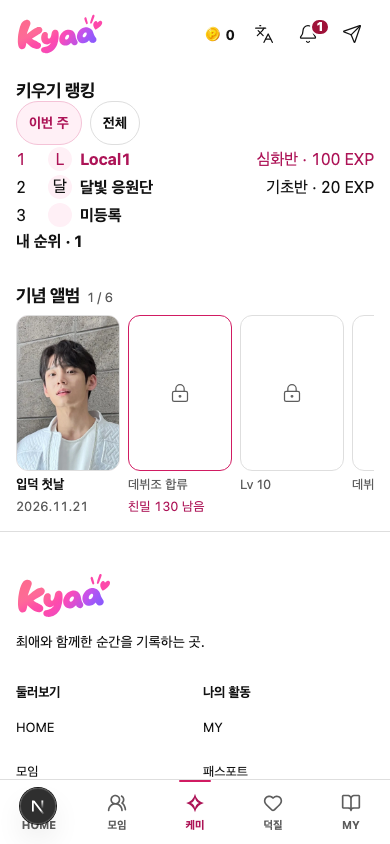 Kyaa
0
1
키우기 랭킹
이번 주 전체
1 L Local1 심화반 · 100 EXP
2 달 달빛 응원단 기초반 · 20 EXP
3 미등록
내 순위 · 1
기념 앨범 1 / 6
입덕 첫날 데뷔조 합류 Lv 10 데뷔
2026.11.21 친밀 130 남음
Kyaa
최애와 함께한 순간을 기록하는 곳.
둘러보기 나의 활동
HOME MY
모임 패스포트
N
HOME 모임 케미 덕질 MY